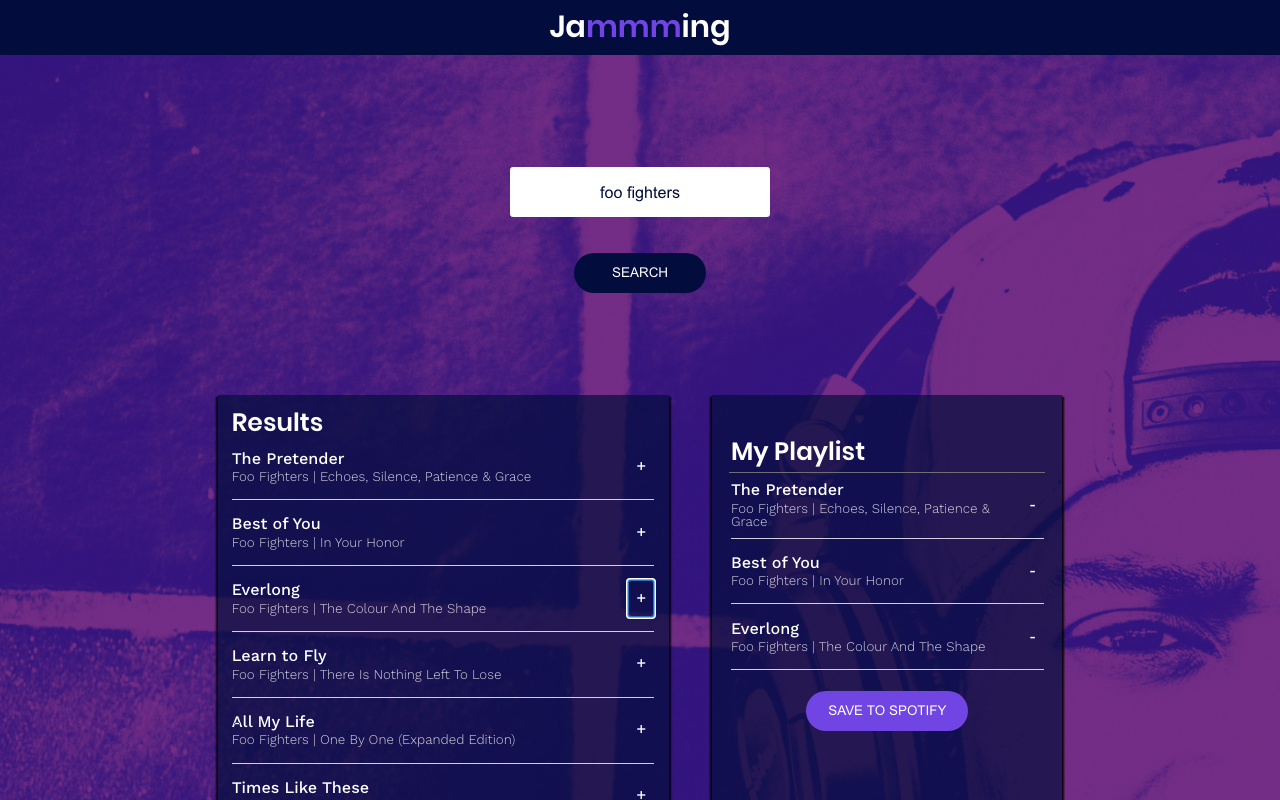 Jammming
foo fighters
SEARCH
Results
The Pretender
Foo Fighters | Echoes, Silence, Patience & Grace
+
Best of You
Foo Fighters | In Your Honor
+
Everlong
Foo Fighters | The Colour And The Shape
+
Learn to Fly
Foo Fighters | There Is Nothing Left To Lose
+
All My Life
Foo Fighters | One By One (Expanded Edition)
+
Times Like These
+
My Playlist
The Pretender
Foo Fighters | Echoes, Silence, Patience &
Grace
-
Best of You
Foo Fighters | In Your Honor
-
Everlong
Foo Fighters | The Colour And The Shape
-
SAVE TO SPOTIFY